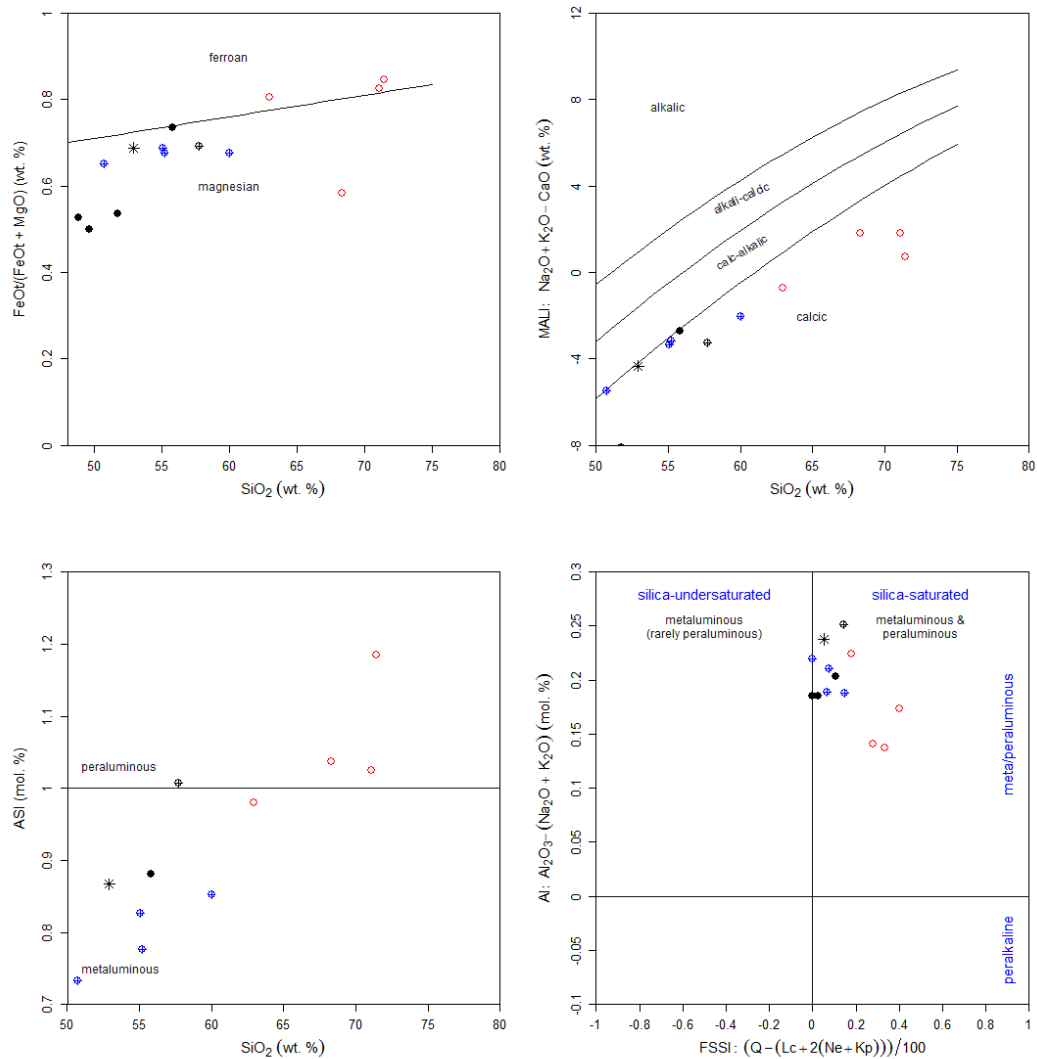 1
0.8
0.6
0.4
0.2
0
FeOt/(FeOt + MgO) (wt. %)
ferroan
magnesian
50 55 60 65 70 75 80
SiO₂ (wt. %)
12
8
4
0
-4
-8
MALI: Na₂O + K₂O − CaO (wt. %)
alkalic
alkali-calcic
calc-alkalic
calcic
50 55 60 65 70 75 80
SiO₂ (wt. %)
1.3
1.2
1.1
1
0.9
0.8
0.7
ASI (mol. %)
peraluminous
metaluminous
50 55 60 65 70 75 80
SiO₂ (wt. %)
0.3
0.25
0.2
0.15
0.1
0.05
0
-0.05
-0.1
AI: Al₂O₃− (Na₂O + K₂O) (mol. %)
silica-undersaturated
metaluminous
(rarely peraluminous)
silica-saturated
metaluminous &
peraluminous
meta/peraluminous
peralkaline
-1 -0.8 -0.6 -0.4 -0.2 0 0.2 0.4 0.6 0.8 1
FSSI: (Q − (Lc + 2(Ne + Kp)))/100